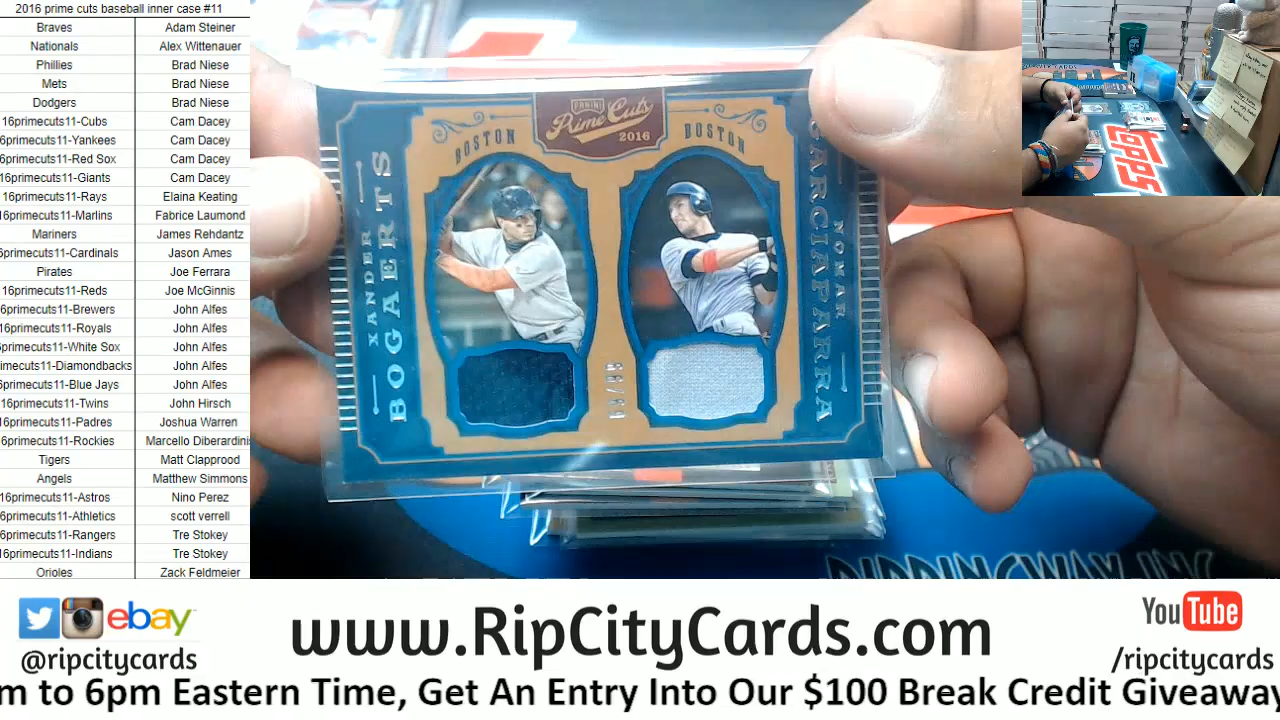 2016 prime cuts baseball inner case #11
Braves Adam Steiner
Nationals Alex Wittenauer
Phillies Brad Niese
Mets Brad Niese
Dodgers Brad Niese
16primecuts11-Cubs Cam Dacey
6primecuts11-Yankees Cam Dacey
6primecuts11-Red Sox Cam Dacey
16primecuts11-Giants Cam Dacey
16primecuts11-Rays Elaina Keating
16primecuts11-Marlins Fabrice Laumond
Mariners James Rehdantz
6primecuts11-Cardinals Jason Ames
Pirates Joe Ferrara
16primecuts11-Reds Joe McGinnis
6primecuts11-Brewers John Alfes
6primecuts11-Royals John Alfes
6primecuts11-White Sox John Alfes
imecuts11-Diamondbacks John Alfes
6primecuts11-Blue Jays John Alfes
16primecuts11-Twins John Hirsch
16primecuts11-Padres Joshua Warren
6primecuts11-Rockies Marcello Diberardinis
Tigers Matt Clapprood
Angels Matthew Simmons
16primecuts11-Astros Nino Perez
6primecuts11-Athletics scott verrell
6primecuts11-Rangers Tre Stokey
16primecuts11-Indians Tre Stokey
Orioles Zack Feldmeier
PANINI
Prime Cuts
2016
BOSTON
BOSTON
XANDER
BOGAERTS
NOMAR
GARCIAPARRA
topps
INC
ebay
@ripcitycards
www.RipCityCards.com
YouTube
/ripcitycards
m to 6pm Eastern Time, Get An Entry Into Our $100 Break Credit Giveaway